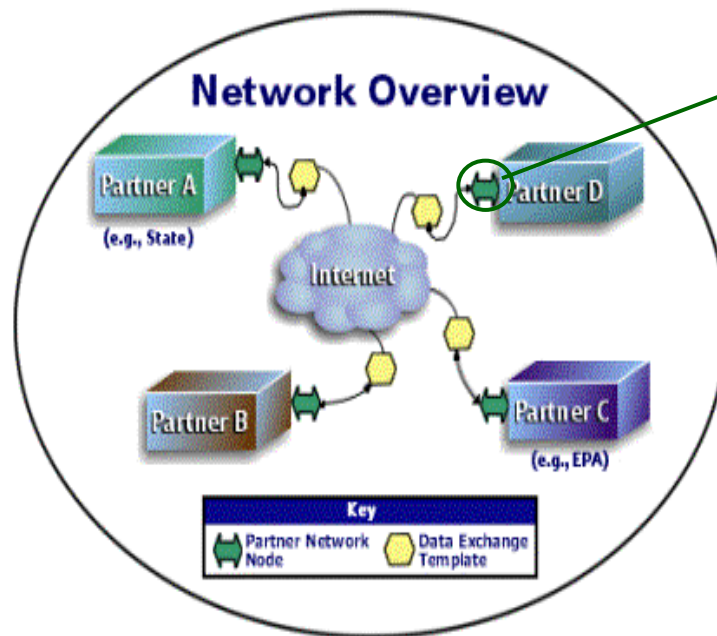 Network Overview
Partner A
(e.g., State)
Partner D
Internet
Partner B
Partner C
(e.g., EPA)
Key
Partner Network
Node
Data Exchange
Template